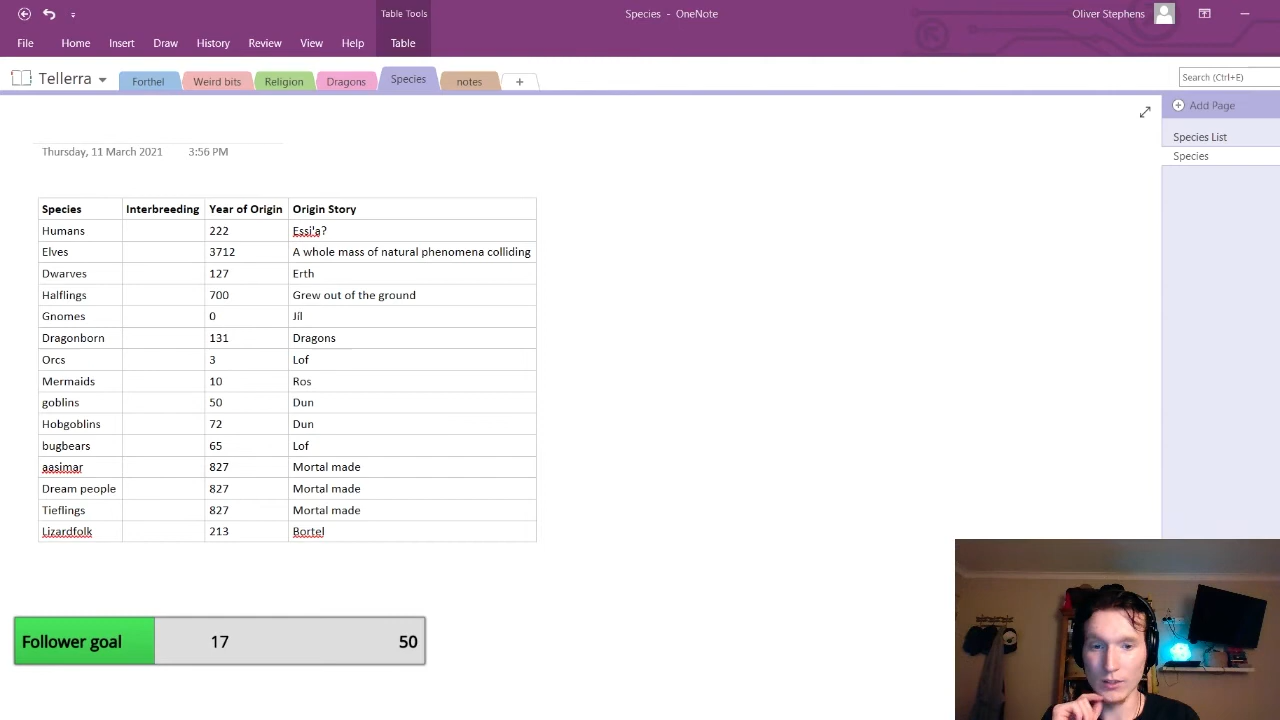 Table Tools
Species - OneNote
Oliver Stephens
File Home Insert Draw History Review View Help Table
Tellerra Forthel Weird bits Religion Dragons Species notes
Search (Ctrl+E)
Add Page
Species List
Species
Thursday, 11 March 2021 3:56 PM
Species Interbreeding Year of Origin Origin Story
Humans 222 Essi'a?
Elves 3712 A whole mass of natural phenomena colliding
Dwarves 127 Erth
Halflings 700 Grew out of the ground
Gnomes 0 Jil
Dragonborn 131 Dragons
Orcs 3 Lof
Mermaids 10 Ros
goblins 50 Dun
Hobgoblins 72 Dun
bugbears 65 Lof
aasimar 827 Mortal made
Dream people 827 Mortal made
Tieflings 827 Mortal made
Lizardfolk 213 Bortel
Follower goal 17 50